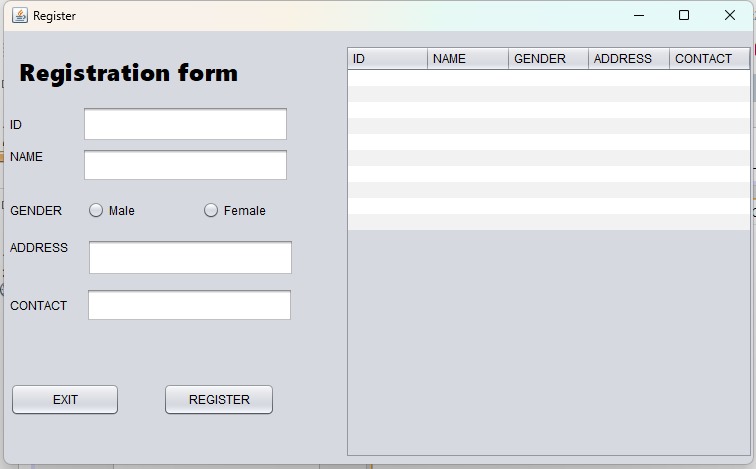 Register
Registration form
ID
NAME
GENDER Male Female
ADDRESS
CONTACT
EXIT REGISTER
ID NAME GENDER ADDRESS CONTACT